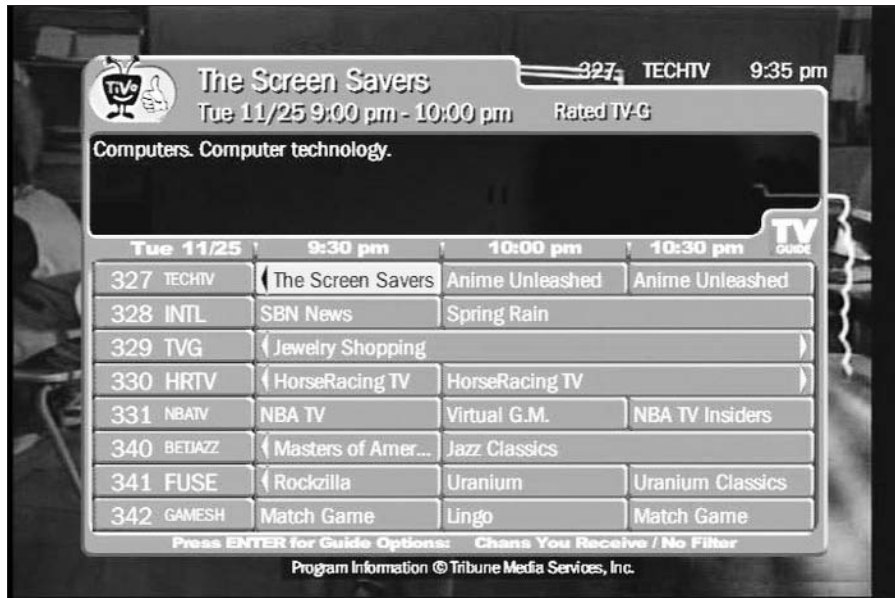 TiVo The Screen Savers 327 TECHTV 9:35 pm
Tue 11/25 9:00 pm - 10:00 pm Rated TV-G
Computers. Computer technology.
TV GUIDE
Tue 11/25 9:30 pm 10:00 pm 10:30 pm
327 TECHTV The Screen Savers Anime Unleashed Anime Unleashed
328 INTL SBN News Spring Rain
329 TVG Jewelry Shopping
330 HRTV HorseRacing TV HorseRacing TV
331 NBATV NBA TV Virtual G.M. NBA TV Insiders
340 BETJAZZ Masters of Amer... Jazz Classics
341 FUSE Rockzilla Uranium Uranium Classics
342 GAMESH Match Game Lingo Match Game
Press ENTER for Guide Options: Chans You Receive / No Filter
Program Information © Tribune Media Services, Inc.